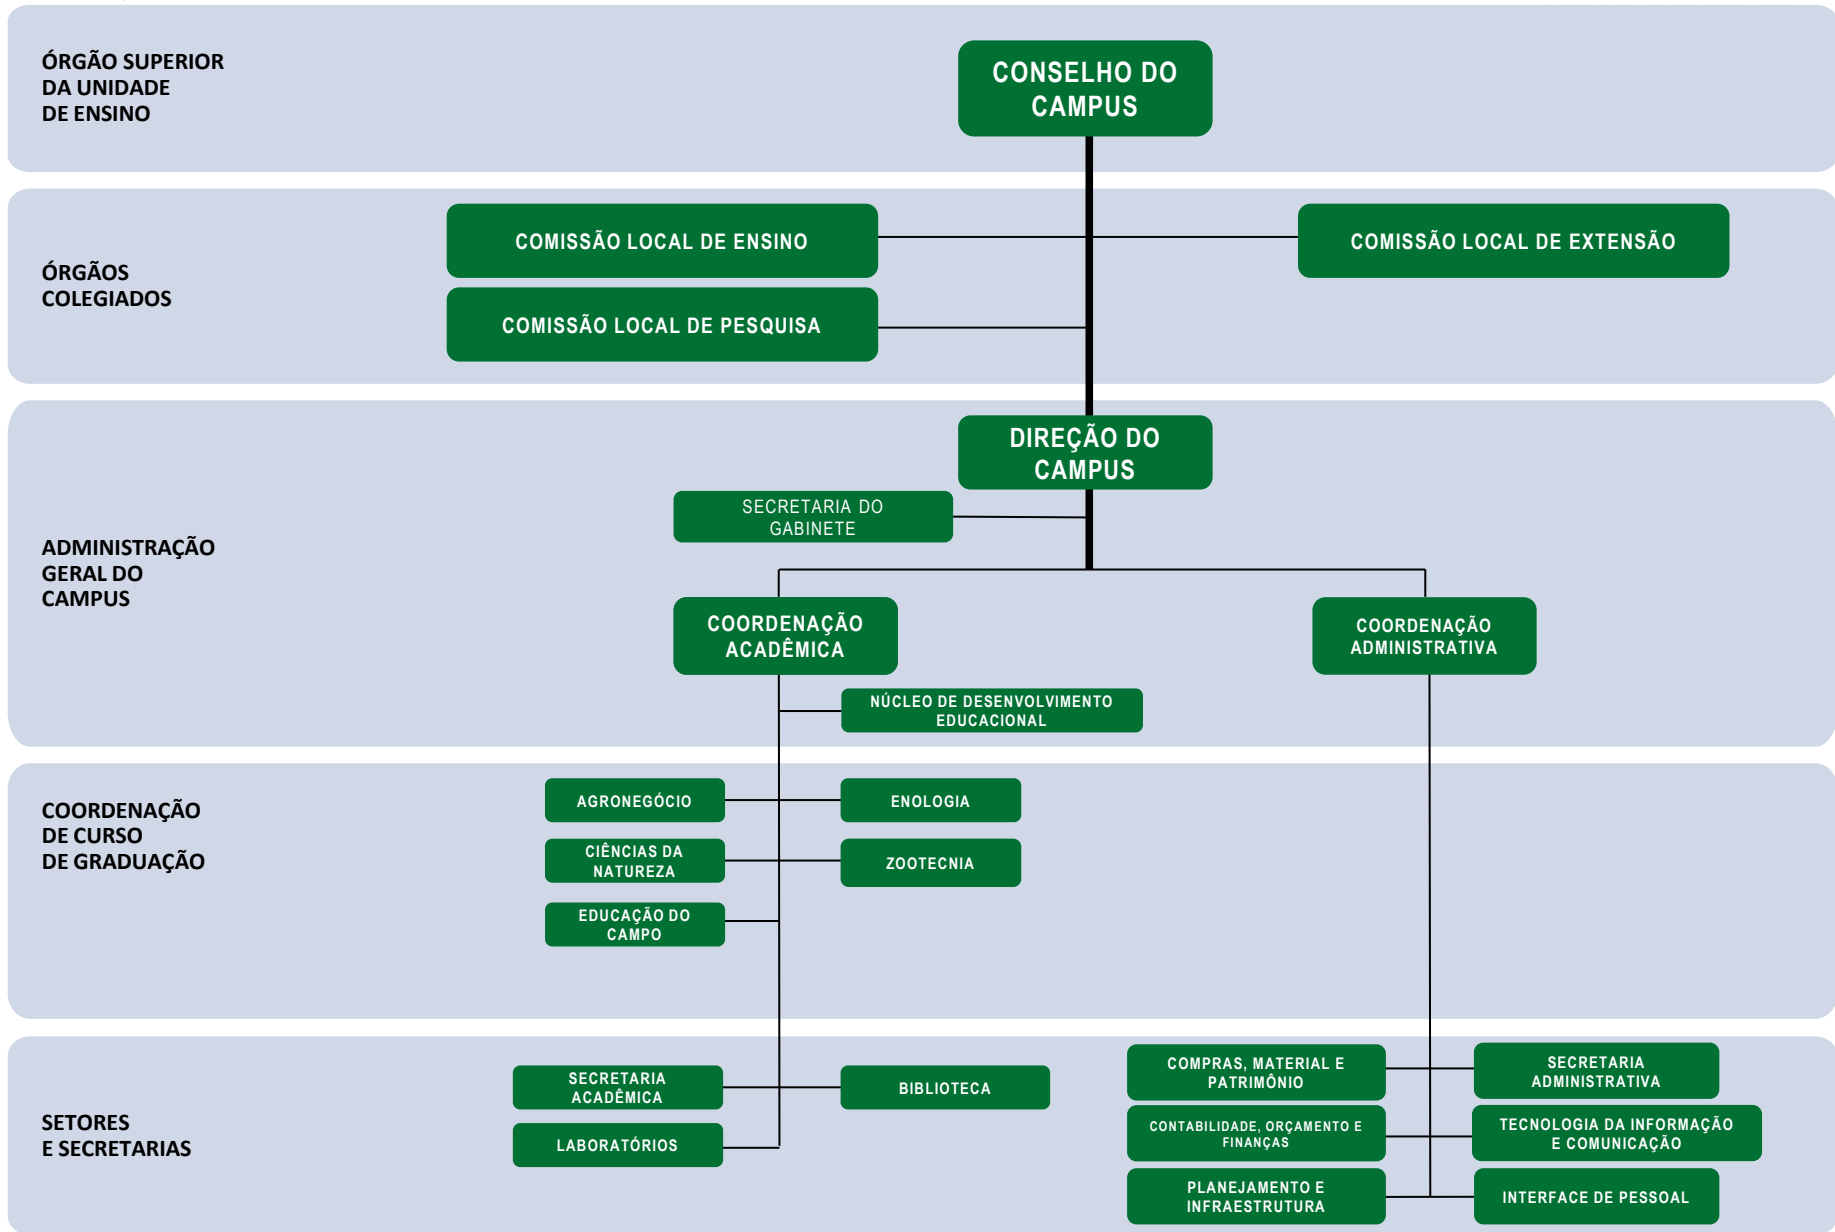 ÓRGÃO SUPERIOR
DA UNIDADE
DE ENSINO
CONSELHO DO
CAMPUS
ÓRGÃOS
COLEGIADOS
COMISSÃO LOCAL DE ENSINO
COMISSÃO LOCAL DE EXTENSÃO
COMISSÃO LOCAL DE PESQUISA
ADMINISTRAÇÃO
GERAL DO
CAMPUS
DIREÇÃO DO
CAMPUS
SECRETARIA DO
GABINETE
COORDENAÇÃO
ACADÊMICA
COORDENAÇÃO
ADMINISTRATIVA
NÚCLEO DE DESENVOLVIMENTO
EDUCACIONAL
COORDENAÇÃO
DE CURSO
DE GRADUAÇÃO
AGRONEGÓCIO
ENOLOGIA
CIÊNCIAS DA
NATUREZA
ZOOTECNIA
EDUCAÇÃO DO
CAMPO
SETORES
E SECRETARIAS
SECRETARIA
ACADÊMICA
BIBLIOTECA
LABORATÓRIOS
COMPRAS, MATERIAL E
PATRIMÔNIO
SECRETARIA
ADMINISTRATIVA
CONTABILIDADE, ORÇAMENTO E
FINANÇAS
TECNOLOGIA DA INFORMAÇÃO
E COMUNICAÇÃO
PLANEJAMENTO E
INFRAESTRUTURA
INTERFACE DE PESSOAL